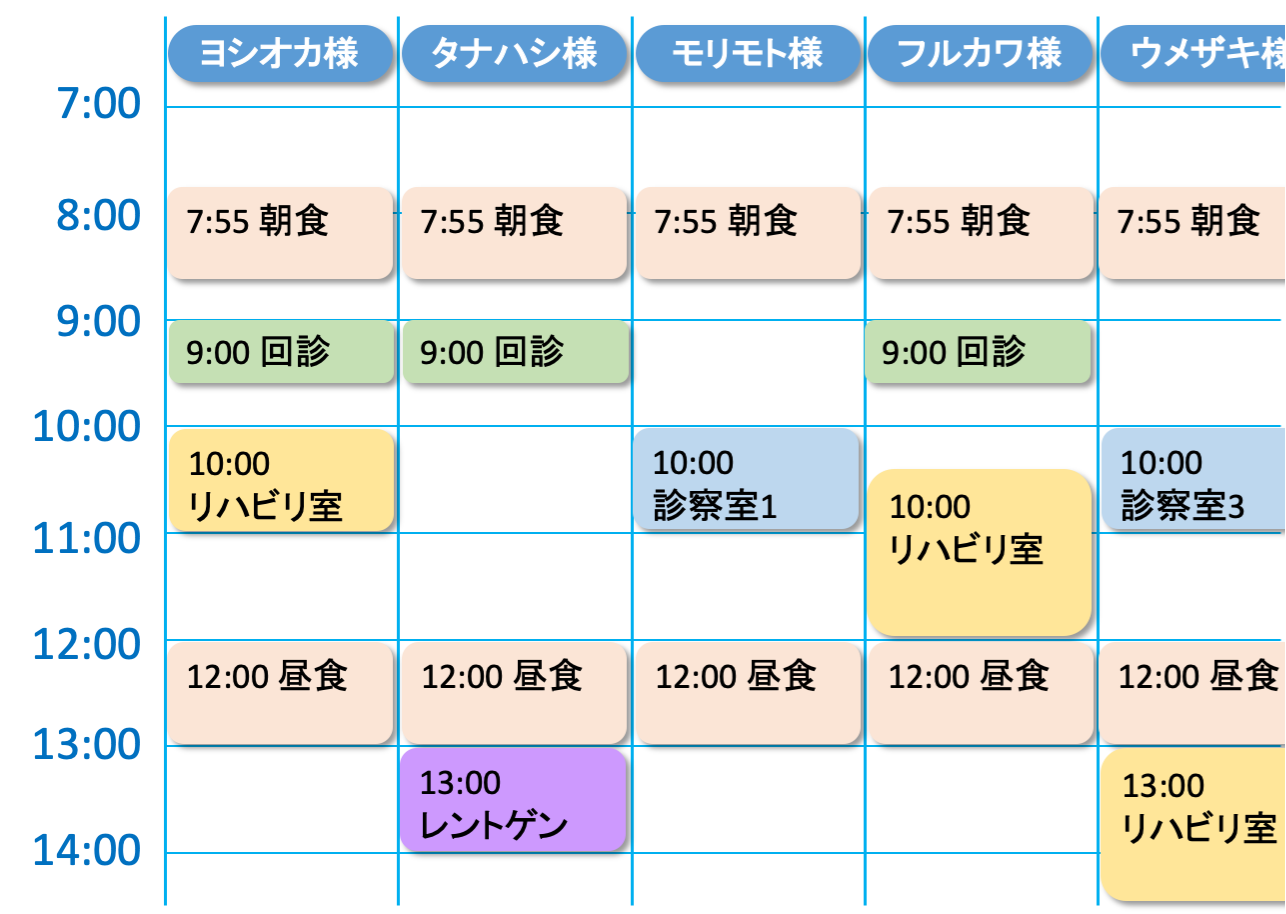 ヨシオカ様 タナハシ様 モリモト様 フルカワ様 ウメザキ様
7:00
8:00 7:55 朝食 7:55 朝食 7:55 朝食 7:55 朝食 7:55 朝食
9:00
9:00 回診 9:00 回診 9:00 回診
10:00
10:00 10:00 10:00
リハビリ室 診察室1 診察室3
10:00
11:00 リハビリ室
12:00
12:00 昼食 12:00 昼食 12:00 昼食 12:00 昼食 12:00 昼食
13:00
13:00 13:00
レントゲン リハビリ室
14:00